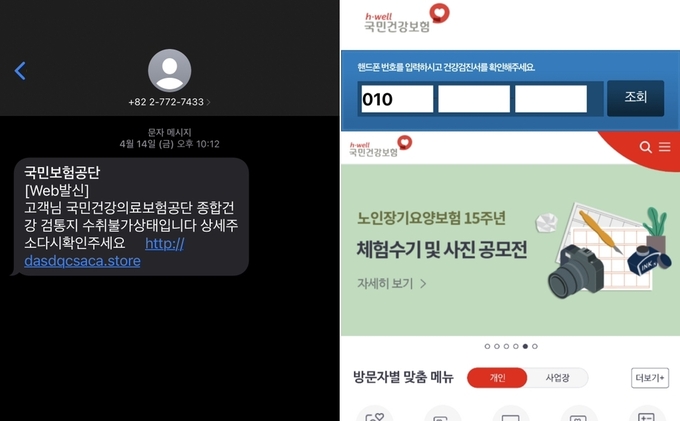 +82 2-772-7433 >
문자 메시지
4월 14일 (금) 오후 10:12
국민보험공단
[Web발신]
고객님 국민건강의료보험공단 종합건
강 검통지 수취불가상태입니다 상세주
소다시확인주세요 http://
dasdqcsaca.store
h-well
국민건강보험
핸드폰 번호를 입력하시고 건강검진서를 확인해주세요.
010
조회
h-well
국민건강보험
노인장기요양보험 15주년
체험수기 및 사진 공모전
자세히 보기 >
INK
방문자별 맞춤 메뉴
개인
사업장
더보기+